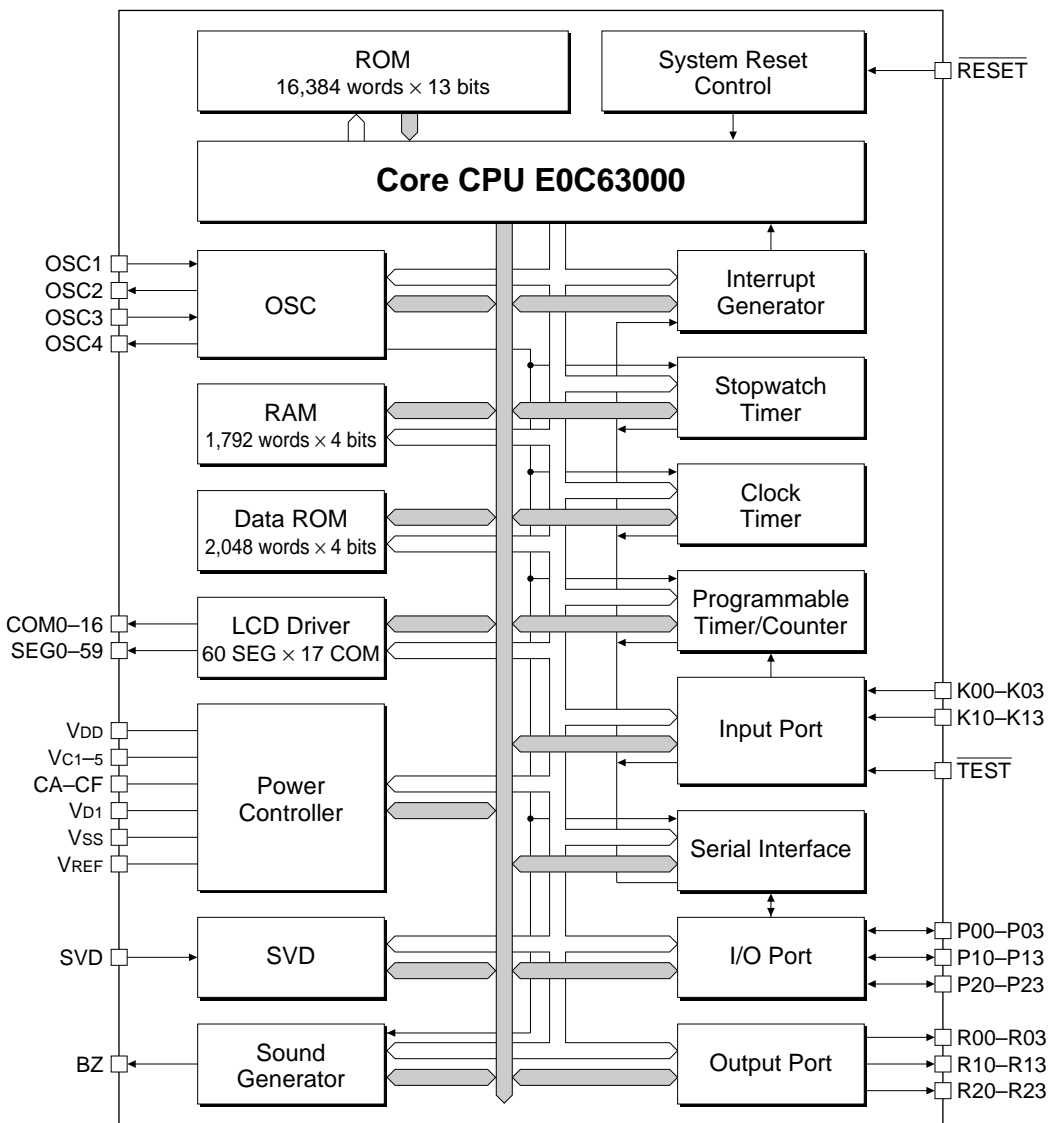 ROM
16,384 words × 13 bits
System Reset
Control
RESET
Core CPU E0C63000
OSC1
OSC2
OSC3
OSC4
OSC
Interrupt
Generator
RAM
1,792 words × 4 bits
Stopwatch
Timer
Data ROM
2,048 words × 4 bits
Clock
Timer
COM0–16
SEG0–59
LCD Driver
60 SEG × 17 COM
Programmable
Timer/Counter
VDD
VC1–5
CA–CF
VD1
VSS
VREF
Power
Controller
Input Port
K00–K03
K10–K13
TEST
Serial Interface
SVD
SVD
I/O Port
P00–P03
P10–P13
P20–P23
BZ
Sound
Generator
Output Port
R00–R03
R10–R13
R20–R23